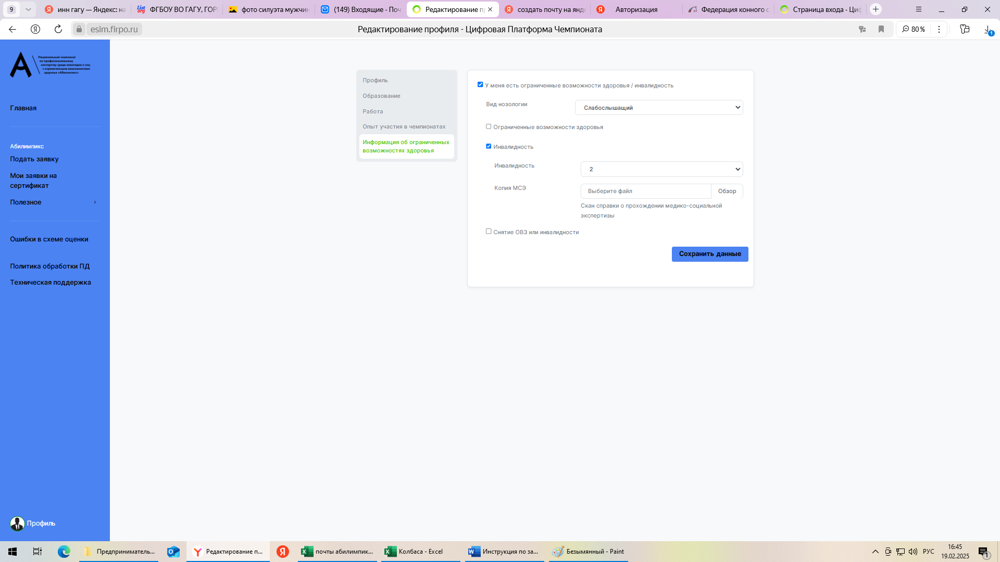 9
инн гагу — Яндекс: на
ФГБОУ ВО ГАГУ, ГОР
фото силуэта мужчин
(149) Входящие - Поч
Редактирование п
создать почту на янд
Авторизация
Федерация конного с
Страница входа - Ци
esim.firpo.ru
Редактирование профиля - Цифровая Платформа Чемпионата
80 %
1
Национальный чемпионат
по профессиональному
мастерству среди инвалидов и лиц
с ограниченными возможностями
здоровья «Абилимпикс»
Главная
Абилимпикс
Подать заявку
Мои заявки на
сертификат
Полезное
Ошибки в схеме оценки
Политика обработки ПД
Техническая поддержка
Профиль
Профиль
Образование
Работа
Опыт участия в чемпионатах
Информация об ограниченных
возможностях здоровья
У меня есть ограниченные возможности здоровья / инвалидность
Вид нозологии
Слабослышащий
Ограниченные возможности здоровья
Инвалидность
Инвалидность
2
Копия МСЭ
Выберите файл
Обзор
Скан справки о прохождении медико-социальной
экспертизы
Снятие ОВЗ или инвалидности
Сохранить данные
Предприниматель...
Редактирование п...
почты абилимпик...
Колбаса - Excel
Инструкция по за...
Безымянный - Paint
РУС
16:45
19.02.2025
1